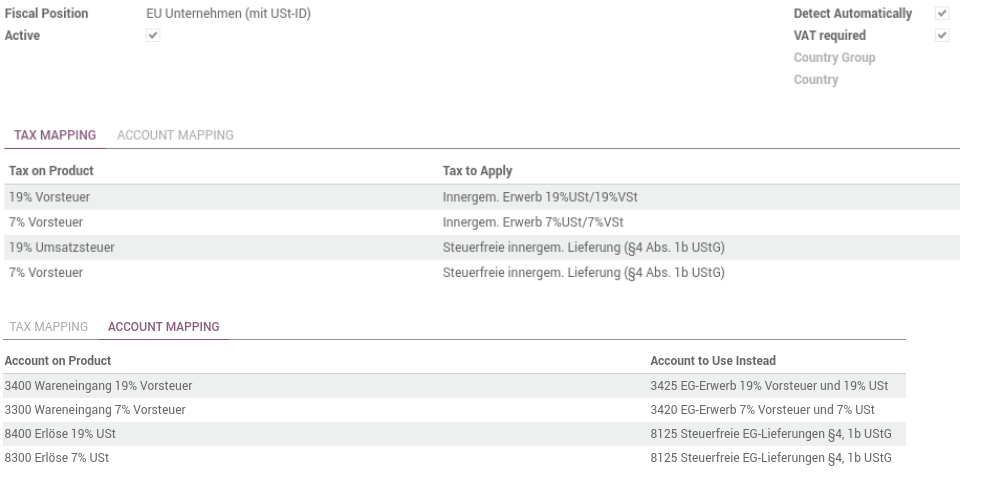 Fiscal Position EU Unternehmen (mit USt-ID) Detect Automatically
Active VAT required
Country Group
Country
TAX MAPPING ACCOUNT MAPPING
Tax on Product Tax to Apply
19% Vorsteuer Innergem. Erwerb 19%USt/19%VSt
7% Vorsteuer Innergem. Erwerb 7%USt/7%VSt
19% Umsatzsteuer Steuerfreie innergem. Lieferung (§4 Abs. 1b UStG)
7% Vorsteuer Steuerfreie innergem. Lieferung (§4 Abs. 1b UStG)
TAX MAPPING ACCOUNT MAPPING
Account on Product Account to Use Instead
3400 Wareneingang 19% Vorsteuer 3425 EG-Erwerb 19% Vorsteuer und 19% USt
3300 Wareneingang 7% Vorsteuer 3420 EG-Erwerb 7% Vorsteuer und 7% USt
8400 Erlöse 19% USt 8125 Steuerfreie EG-Lieferungen §4, 1b UStG
8300 Erlöse 7% USt 8125 Steuerfreie EG-Lieferungen §4, 1b UStG